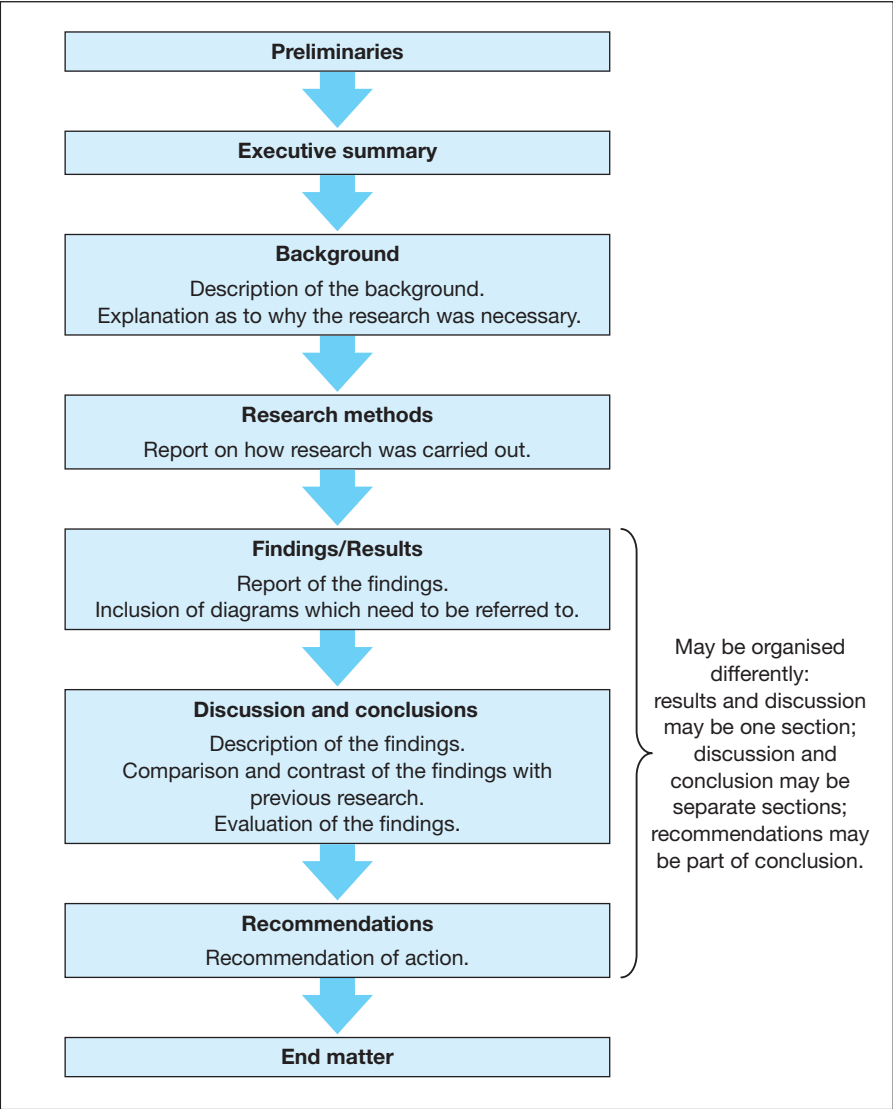 Preliminaries
Executive summary
Background
Description of the background.
Explanation as to why the research was necessary.
Research methods
Report on how research was carried out.
Findings/Results
Report of the findings.
Inclusion of diagrams which need to be referred to.
Discussion and conclusions
Description of the findings.
Comparison and contrast of the findings with
previous research.
Evaluation of the findings.
Recommendations
Recommendation of action.
May be organised
differently:
results and discussion
may be one section;
discussion and
conclusion may be
separate sections;
recommendations may
be part of conclusion.
End matter